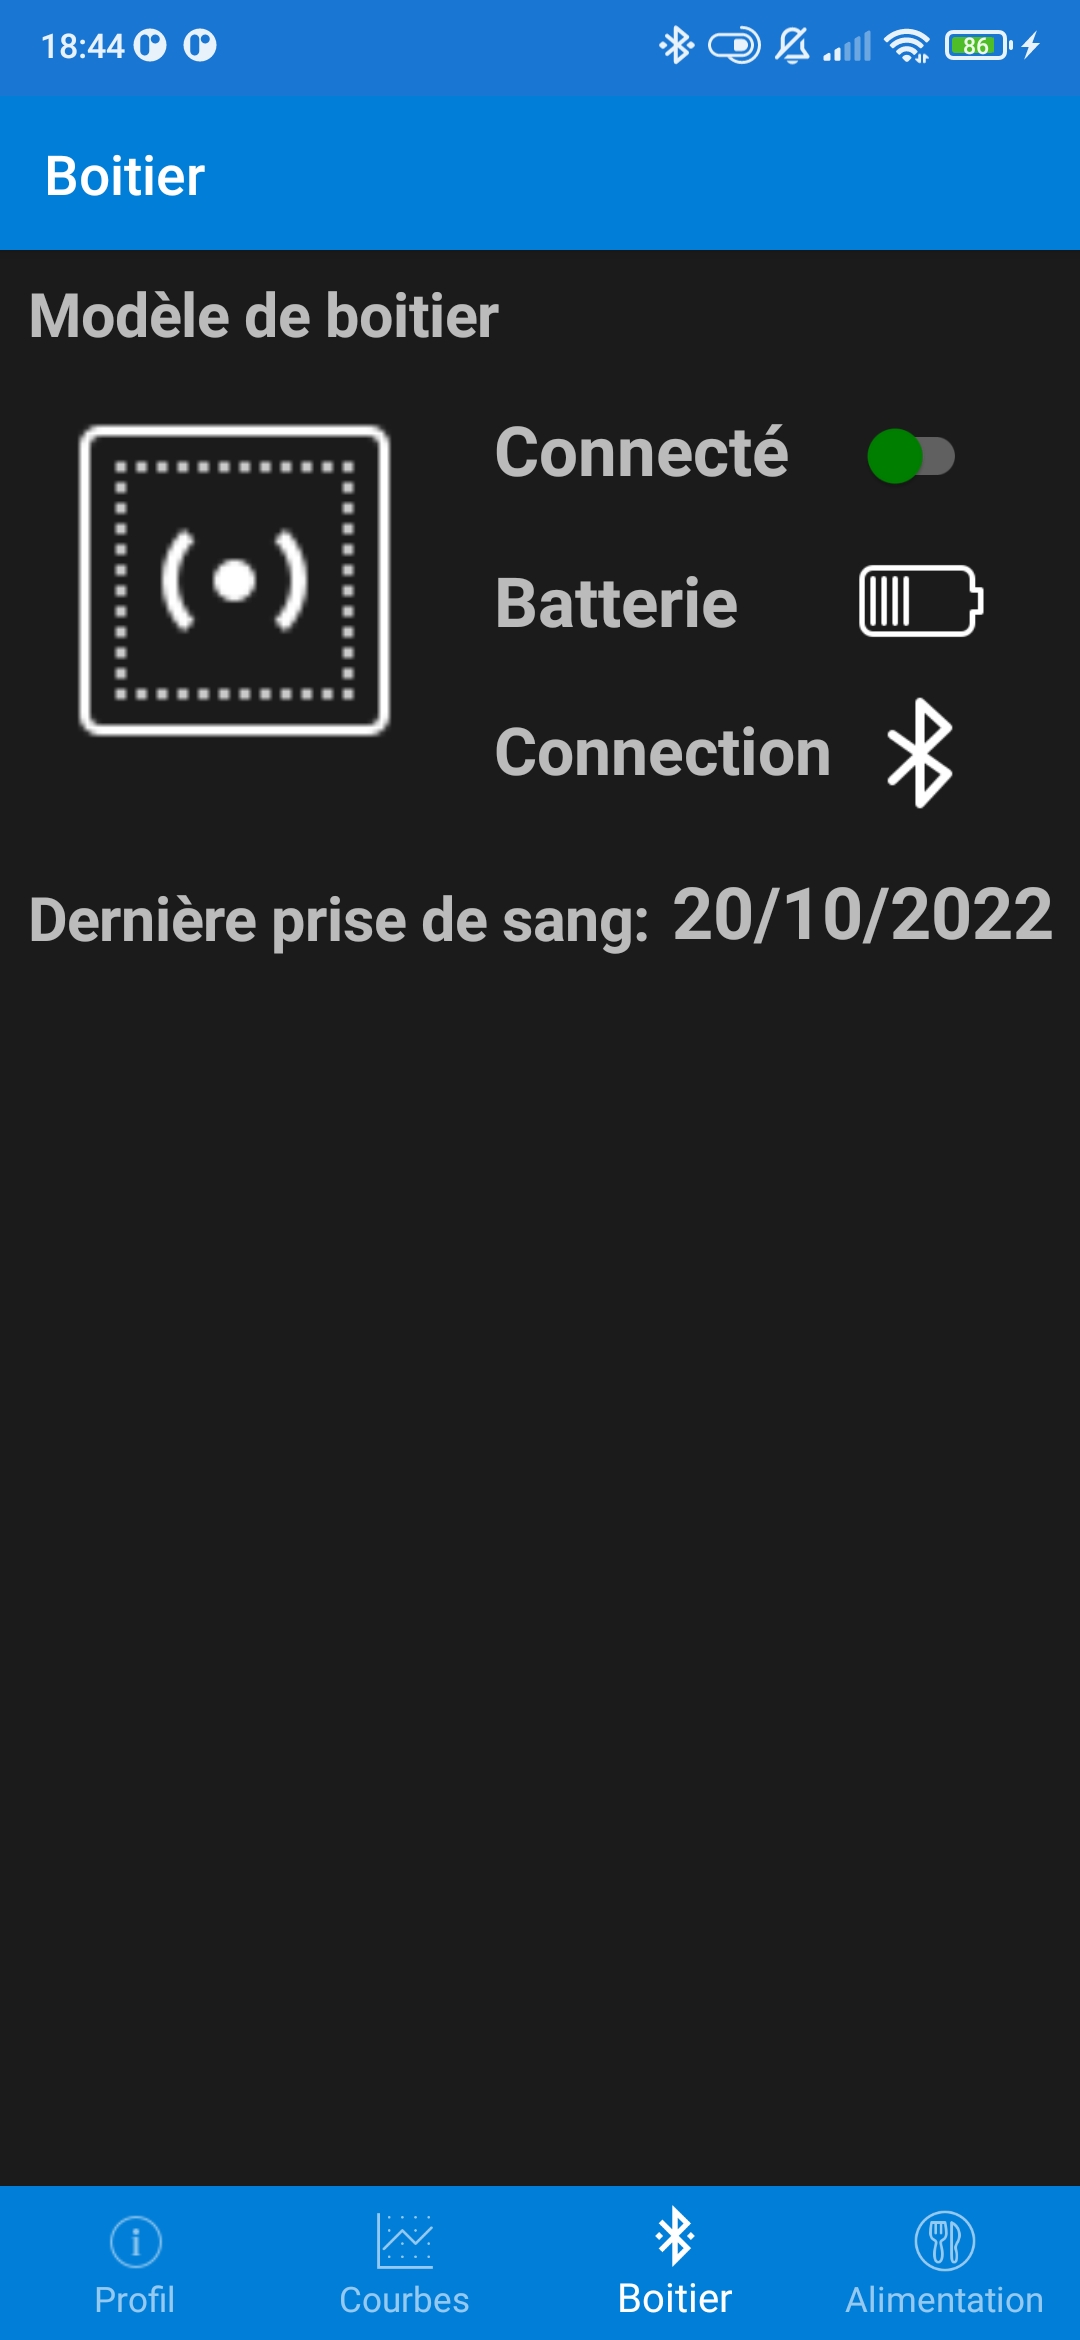 18:44
86
Boitier
Modèle de boitier
Connecté
Batterie
Connection
Dernière prise de sang: 20/10/2022
Profil
Courbes
Boitier
Alimentation